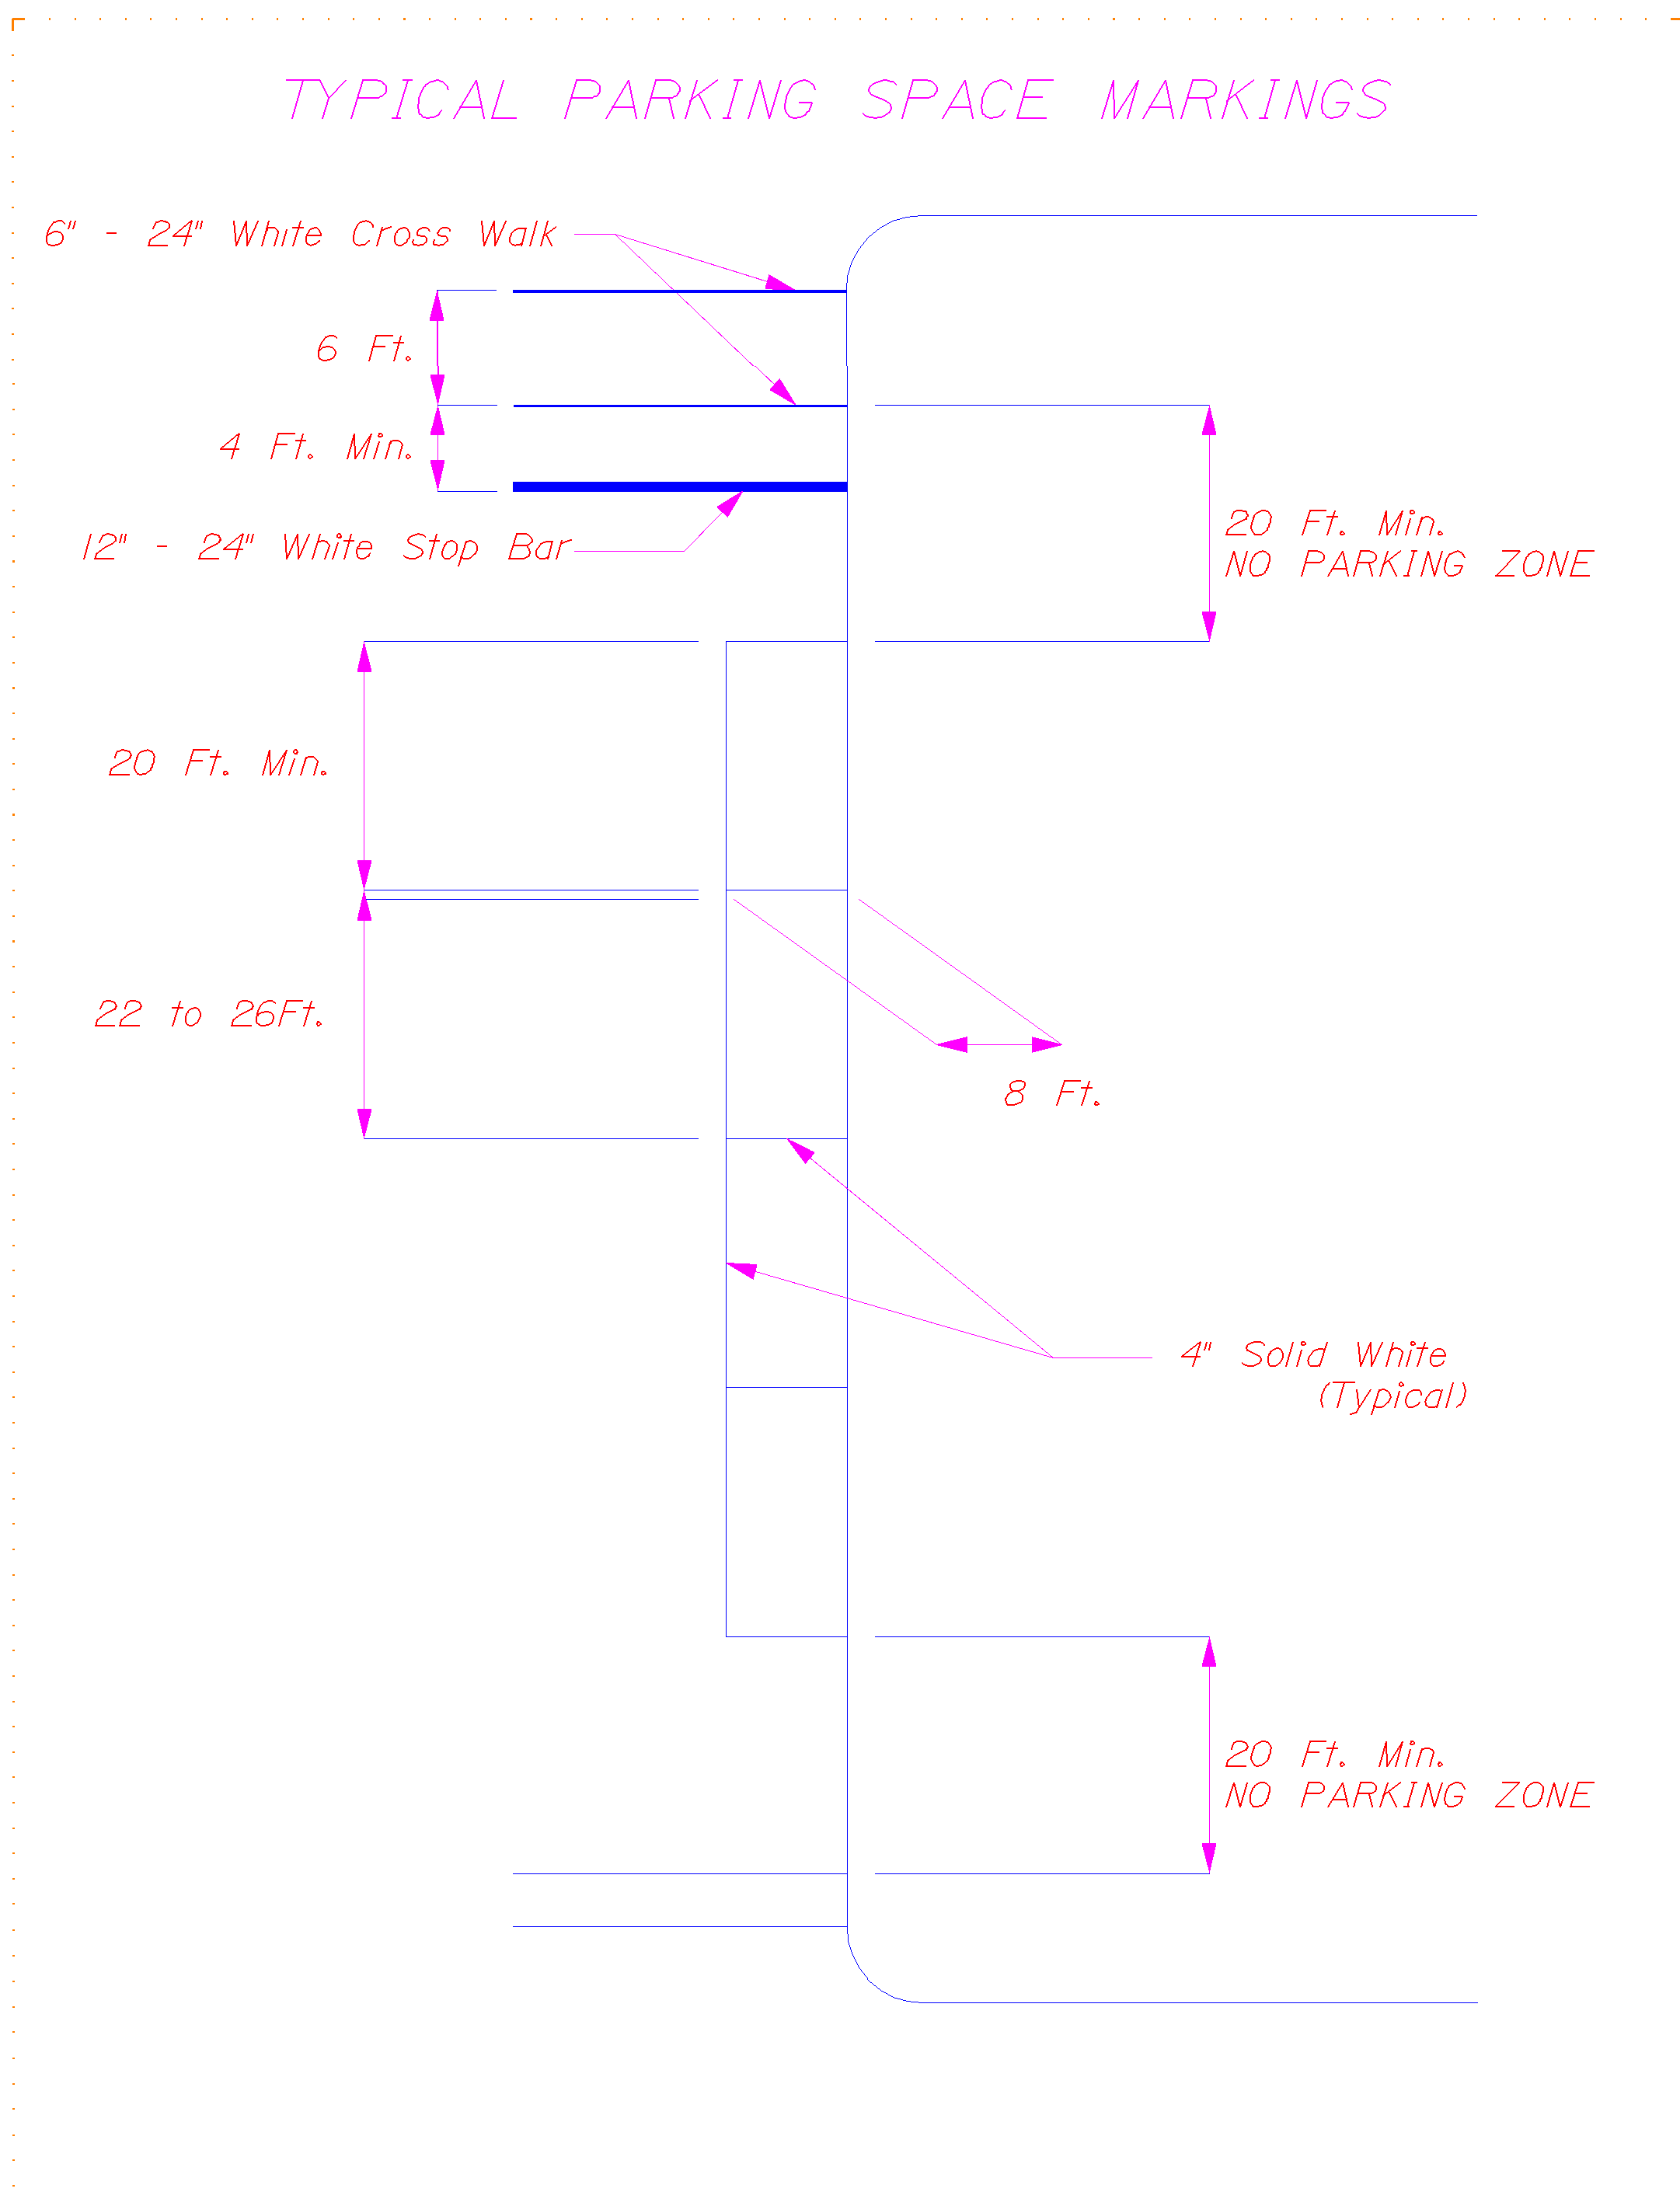 TYPICAL PARKING SPACE MARKINGS
6" - 24" White Cross Walk
6 Ft.
4 Ft. Min.
12" - 24" White Stop Bar
20 Ft. Min.
NO PARKING ZONE
20 Ft. Min.
22 to 26Ft.
8 Ft.
4" Solid White
(Typical)
20 Ft. Min.
NO PARKING ZONE